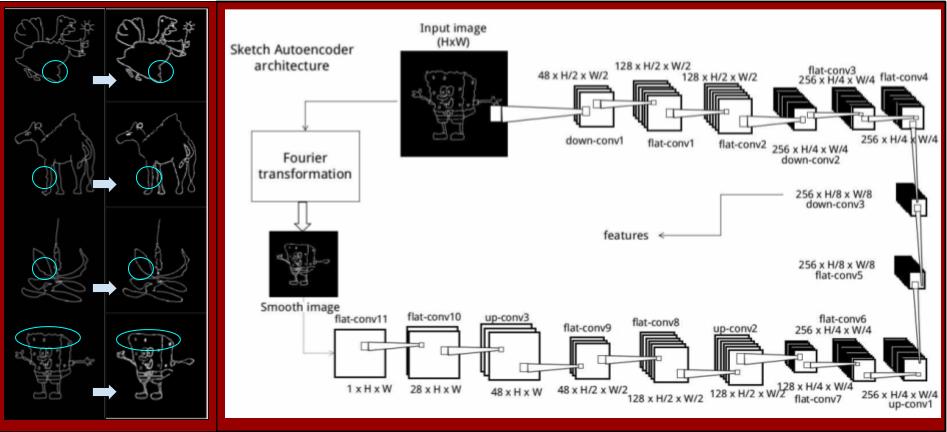 Sketch Autoencoder
architecture
Input image
(HxW)
Fourier
transformation
Smooth image
48 x H/2 x W/2
down-conv1
128 x H/2 x W/2
flat-conv1
128 x H/2 x W/2
flat-conv2
256 x H/4 x W/4
down-conv2
flat-conv3
256 x H/4 x W/4
flat-conv4
256 x H/4 x W/4
256 x H/8 x W/8
down-conv3
features
256 x H/8 x W/8
flat-conv5
flat-conv11
1 x H x W
flat-conv10
28 x H x W
up-conv3
48 x H x W
flat-conv9
48 x H/2 x W/2
flat-conv8
128 x H/2 x W/2
up-conv2
128 x H/2 x W/2
128 x H/4 x W/4
flat-conv7
flat-conv6
256 x H/4 x W/4
256 x H/4 x W/4
up-conv1